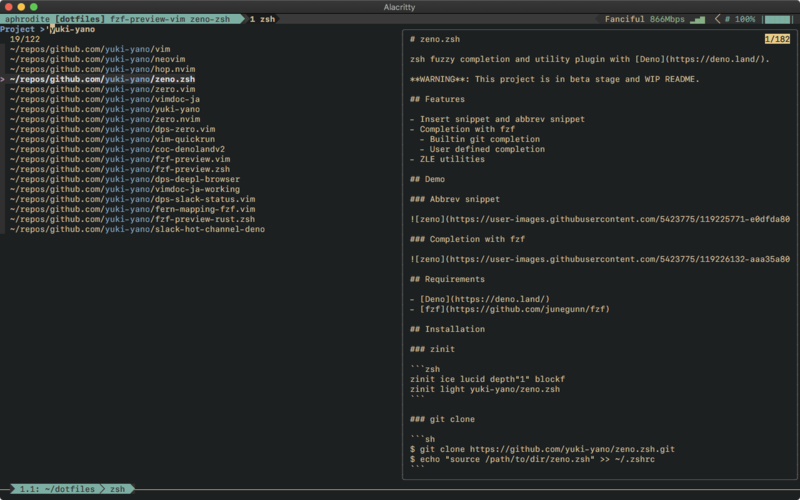 Alacritty
aphrodite [dotfiles] fzf-preview-vim zeno-zsh 1 zsh Fanciful 866Mbps # 100%
Project >'yuki-yano
19/122
~/repos/github.com/yuki-yano/vim
~/repos/github.com/yuki-yano/neovim
~/repos/github.com/yuki-yano/hop.nvim
> ~/repos/github.com/yuki-yano/zeno.zsh
~/repos/github.com/yuki-yano/zero.vim
~/repos/github.com/yuki-yano/vimdoc-ja
~/repos/github.com/yuki-yano/yuki-yano
~/repos/github.com/yuki-yano/zero.nvim
~/repos/github.com/yuki-yano/dps-zero.vim
~/repos/github.com/yuki-yano/vim-quickrun
~/repos/github.com/yuki-yano/coc-denolandv2
~/repos/github.com/yuki-yano/fzf-preview.vim
~/repos/github.com/yuki-yano/fzf-preview.zsh
~/repos/github.com/yuki-yano/dps-deepl-browser
~/repos/github.com/yuki-yano/vimdoc-ja-working
~/repos/github.com/yuki-yano/dps-slack-status.vim
~/repos/github.com/yuki-yano/fern-mapping-fzf.vim
~/repos/github.com/yuki-yano/fzf-preview-rust.zsh
~/repos/github.com/yuki-yano/slack-hot-channel-deno
# zeno.zsh 1/182
zsh fuzzy completion and utility plugin with [Deno](https://deno.land/).
**WARNING**: This project is in beta stage and WIP README.
## Features
- Insert snippet and abbrev snippet
- Completion with fzf
- Builtin git completion
- User defined completion
- ZLE utilities
## Demo
### Abbrev snippet
![zeno](https://user-images.githubusercontent.com/5423775/119225771-e0dfda80
### Completion with fzf
![zeno](https://user-images.githubusercontent.com/5423775/119226132-aaa35a80
## Requirements
- [Deno](https://deno.land/)
- [fzf](https://github.com/junegunn/fzf)
## Installation
### zinit
```zsh
zinit ice lucid depth"1" blockf
zinit light yuki-yano/zeno.zsh
```
### git clone
```sh
$ git clone https://github.com/yuki-yano/zeno.zsh.git
$ echo "source /path/to/dir/zeno.zsh" >> ~/.zshrc
```
1.1: ~/dotfiles zsh